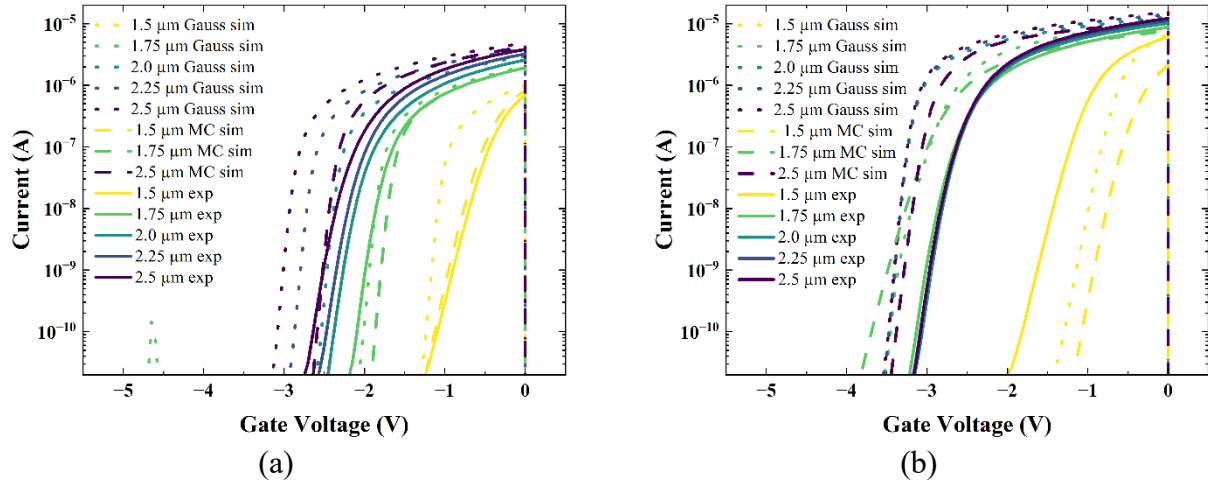 10⁻⁵
10⁻⁶
10⁻⁷
10⁻⁸
10⁻⁹
10⁻¹⁰
Current (A)
1.5 µm Gauss sim
1.75 µm Gauss sim
2.0 µm Gauss sim
2.25 µm Gauss sim
2.5 µm Gauss sim
1.5 µm MC sim
1.75 µm MC sim
2.5 µm MC sim
1.5 µm exp
1.75 µm exp
2.0 µm exp
2.25 µm exp
2.5 µm exp
−5 −4 −3 −2 −1 0
Gate Voltage (V)
(a)
10⁻⁵
10⁻⁶
10⁻⁷
10⁻⁸
10⁻⁹
10⁻¹⁰
Current (A)
1.5 µm Gauss sim
1.75 µm Gauss sim
2.0 µm Gauss sim
2.25 µm Gauss sim
2.5 µm Gauss sim
1.5 µm MC sim
1.75 µm MC sim
2.5 µm MC sim
1.5 µm exp
1.75 µm exp
2.0 µm exp
2.25 µm exp
2.5 µm exp
−5 −4 −3 −2 −1 0
Gate Voltage (V)
(b)